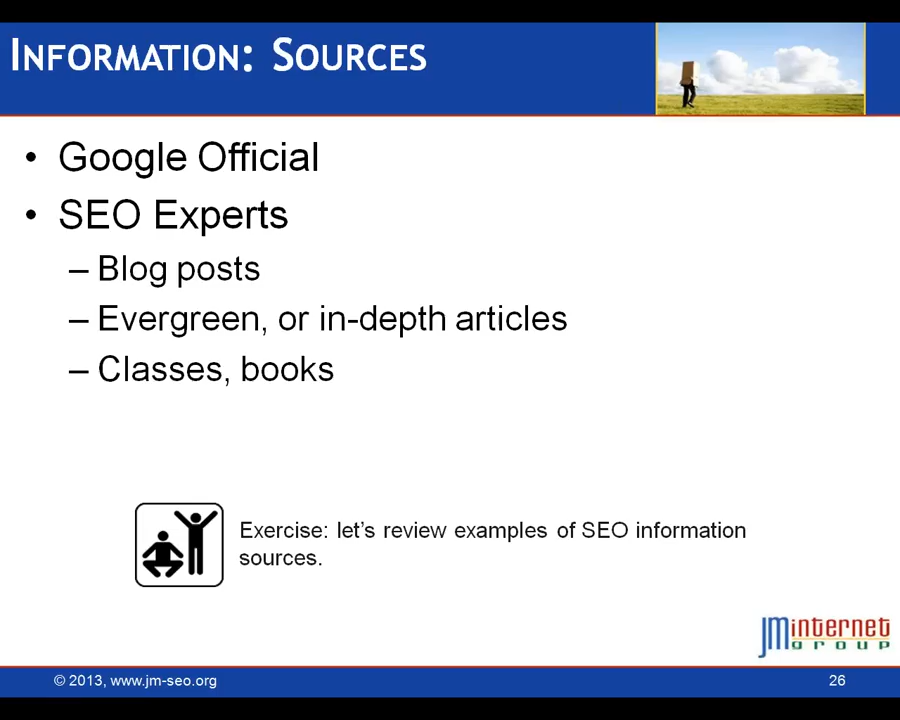 INFORMATION: SOURCES
• Google Official
• SEO Experts
– Blog posts
– Evergreen, or in-depth articles
– Classes, books
Exercise: let's review examples of SEO information
sources.
JMinternet
group
© 2013, www.jm-seo.org
26